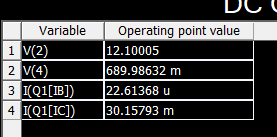 DC O
Variable Operating point value
1 V(2) 12.10005
2 V(4) 689.98632 m
3 I(Q1[IB]) 22.61368 u
4 I(Q1[IC]) 30.15793 m